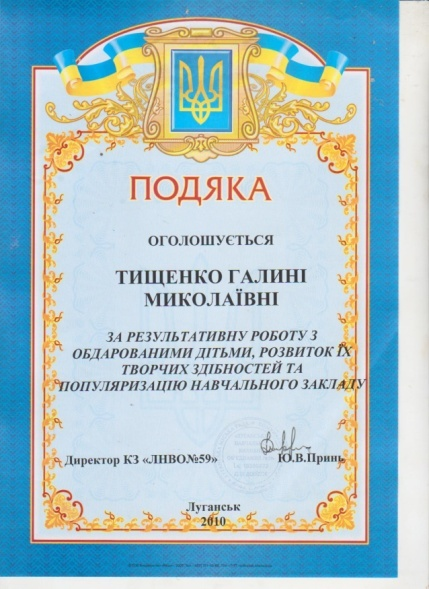 ПОДЯКА
ОГОЛОШУЄТЬСЯ
ТИЩЕНКО ГАЛИНІ
МИКОЛАЇВНІ
ЗА РЕЗУЛЬТАТИВНУ РОБОТУ З
ОБДАРОВАНИМИ ДІТЬМИ, РОЗВИТОК ЇХ
ТВОРЧИХ ЗДІБНОСТЕЙ ТА
ПОПУЛЯРИЗАЦІЮ НАВЧАЛЬНОГО ЗАКЛАДУ
Директор КЗ «ЛНВО№59» Ю.В.Принь
Луганськ
2010